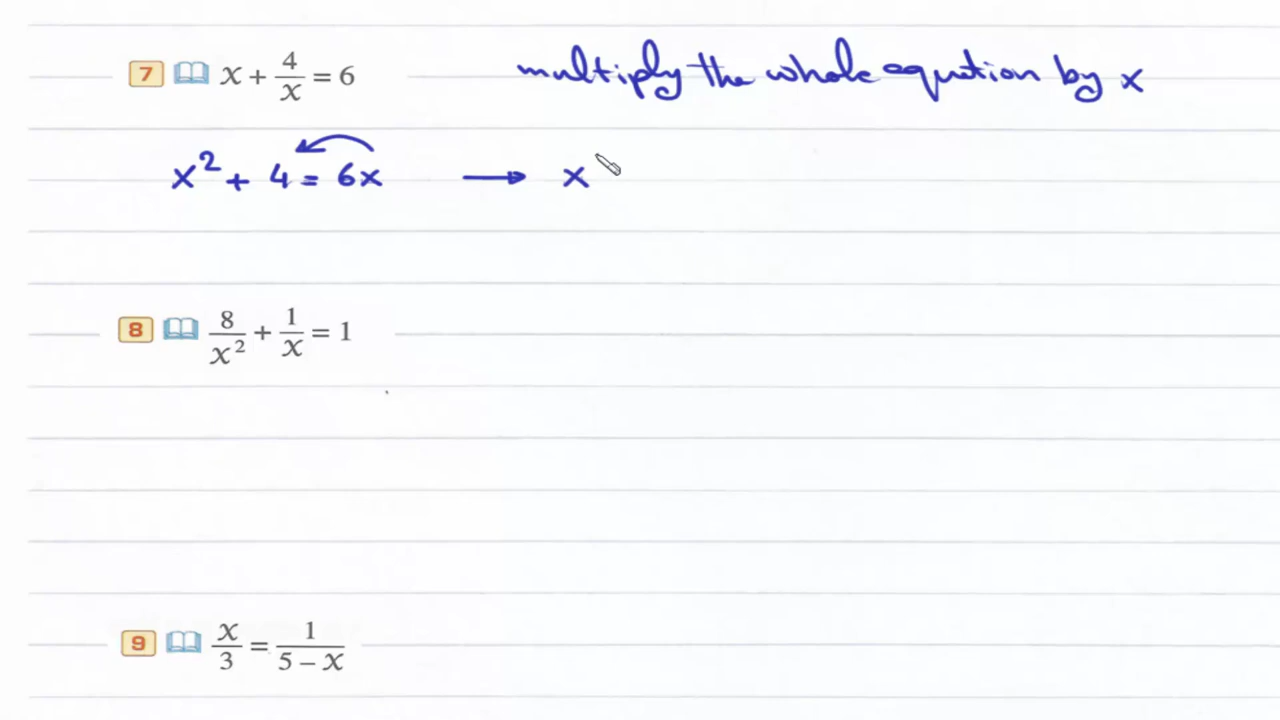 7 x + 4/x = 6 multiply the whole equation by x
x² + 4 = 6x → x
8 8/x² + 1/x = 1
9 x/3 = 1/(5 – x)